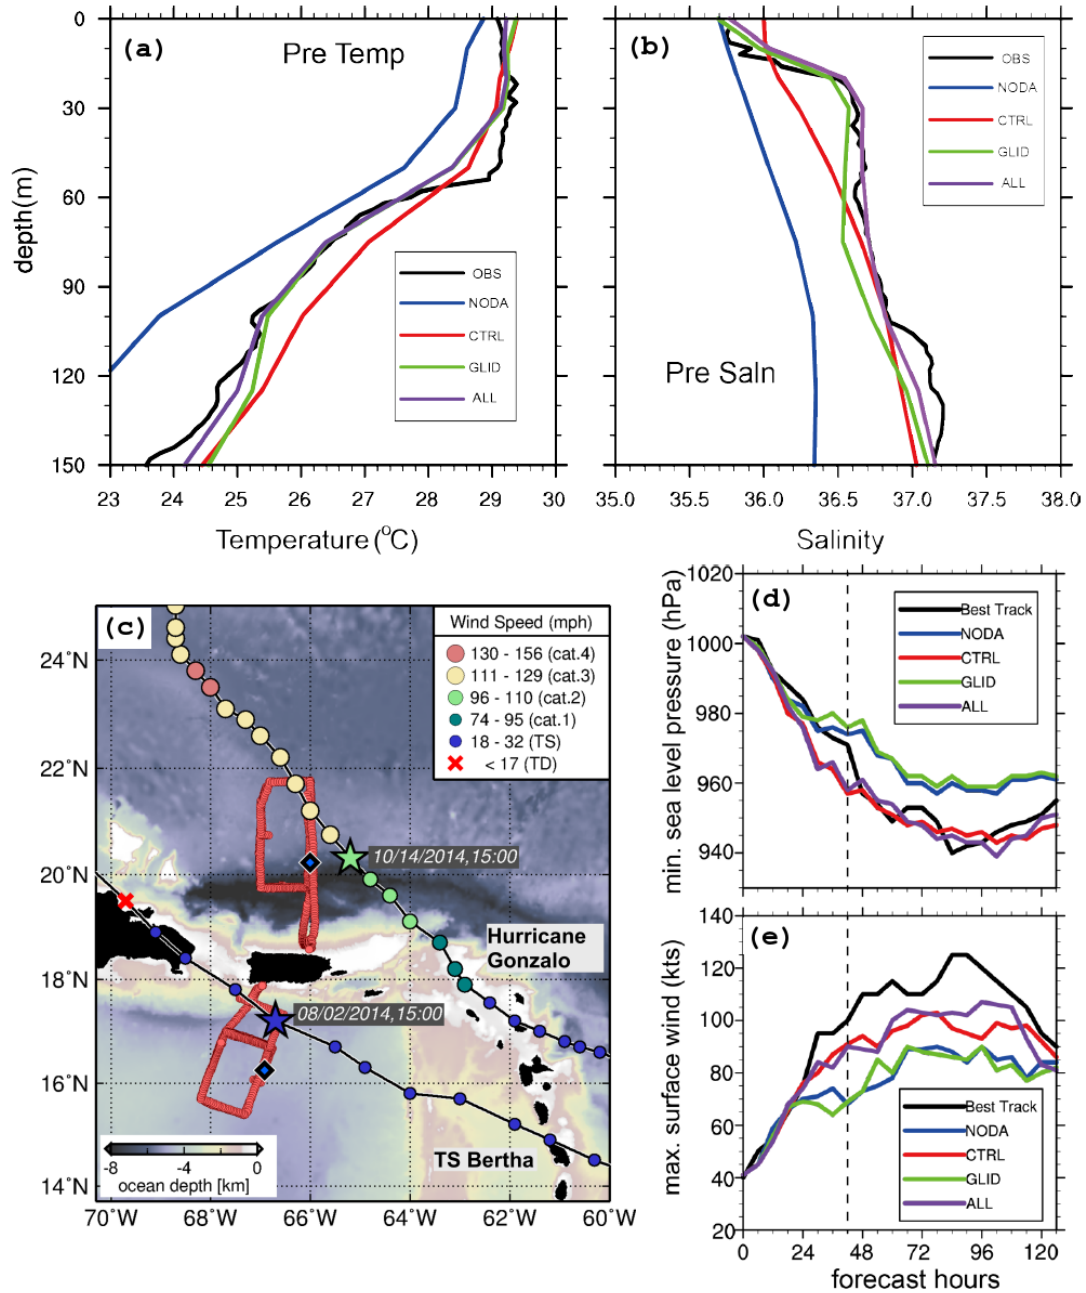 (a)
Pre Temp
0
30
60
90
120
150
depth(m)
OBS
NODA
CTRL
GLID
ALL
23 24 25 26 27 28 29 30
Temperature (°C)
(b)
OBS
NODA
CTRL
GLID
ALL
Pre Saln
35.0 35.5 36.0 36.5 37.0 37.5 38.0
Salinity
(c)
Wind Speed (mph)
130 - 156 (cat.4)
111 - 129 (cat.3)
96 - 110 (cat.2)
74 - 95 (cat.1)
18 - 32 (TS)
< 17 (TD)
24°N
22°N
20°N
18°N
16°N
14°N
10/14/2014,15:00
Hurricane
Gonzalo
08/02/2014,15:00
TS Bertha
-8 -4 0
ocean depth [km]
70°W 68°W 66°W 64°W 62°W 60°W
(d)
1020
1000
980
960
940
min. sea level pressure (hPa)
Best Track
NODA
CTRL
GLID
ALL
(e)
140
120
100
80
60
40
20
max. surface wind (kts)
Best Track
NODA
CTRL
GLID
ALL
0 24 48 72 96 120
forecast hours